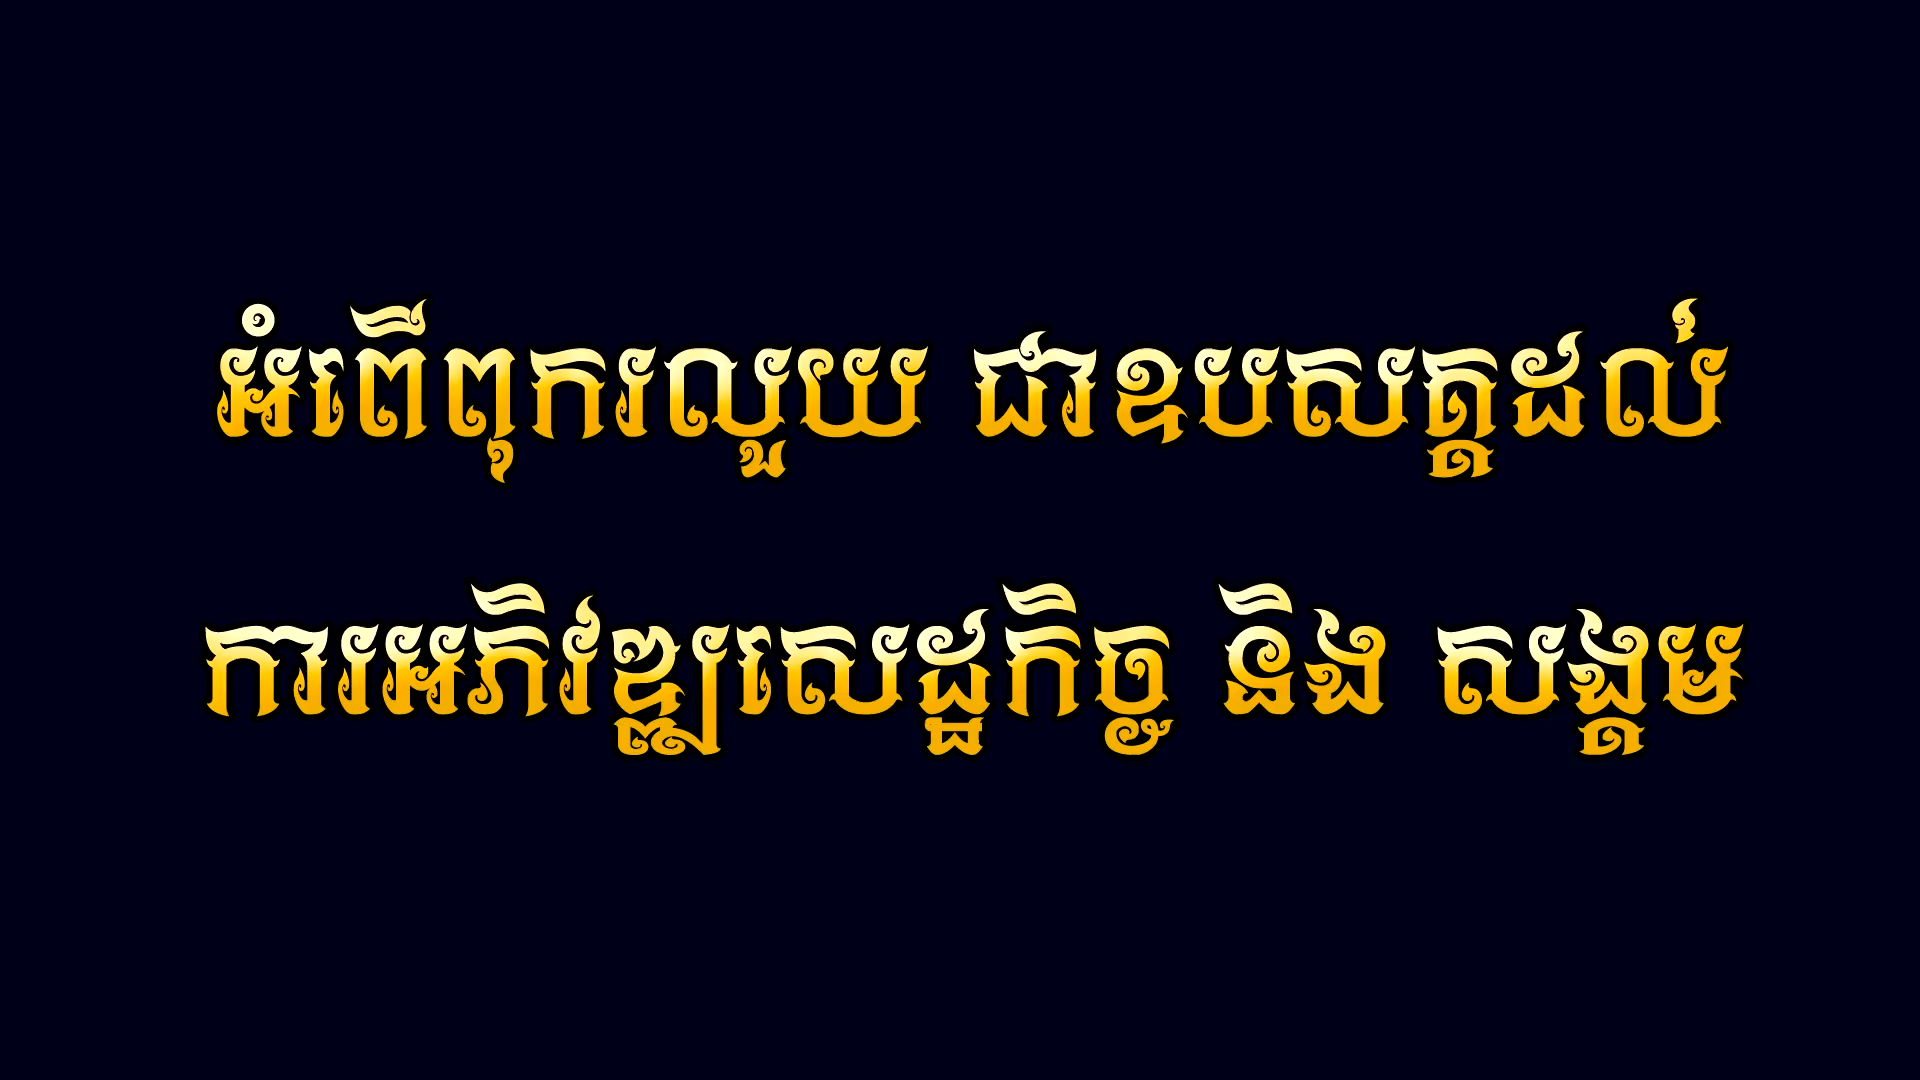 អំពើពុករលួយ ជាឧបសគ្គដល់
ការអភិវឌ្ឍសេដ្ឋកិច្ច និង សង្គម